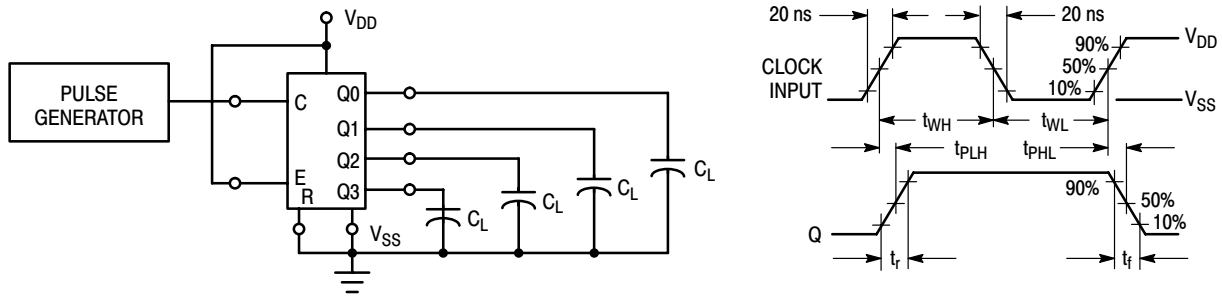 V_DD
PULSE
GENERATOR
C
E
R
Q0
Q1
Q2
Q3
V_SS
C_L
C_L
C_L
C_L
20 ns
20 ns
CLOCK
INPUT
90%
50%
10%
V_DD
V_SS
t_WH
t_WL
t_PLH
t_PHL
Q
90%
50%
10%
t_r
t_f